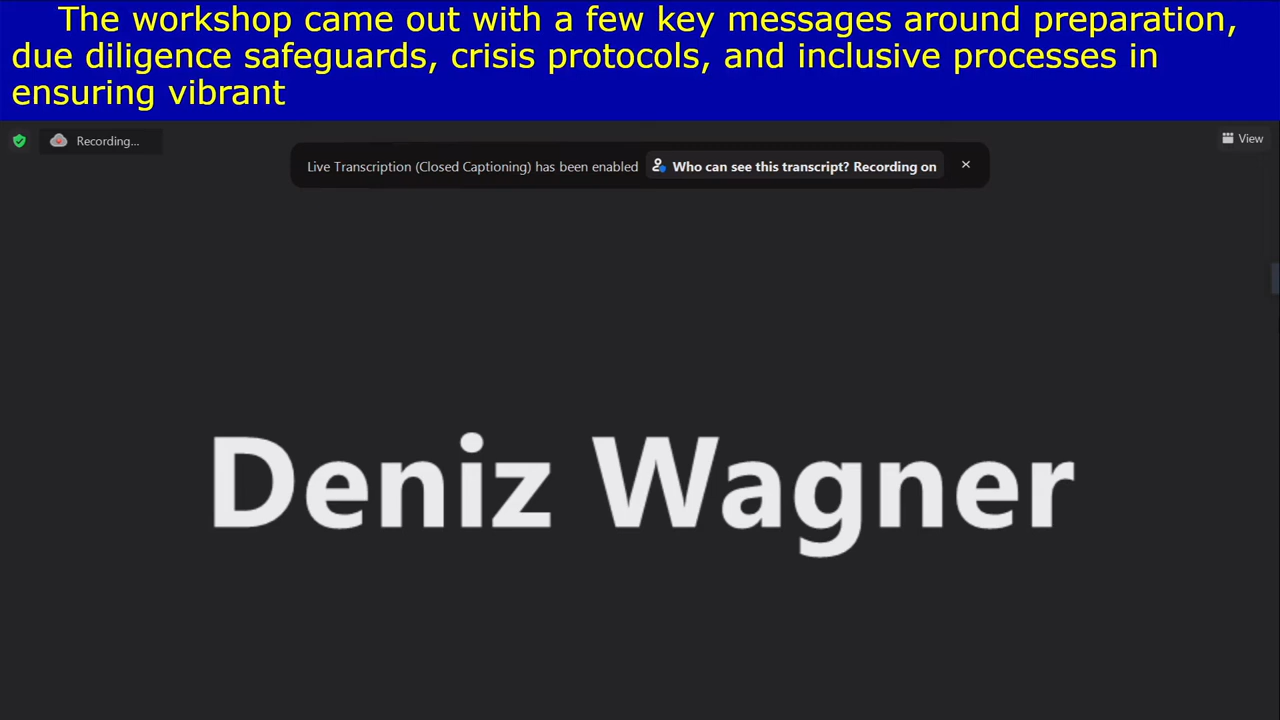 The workshop came out with a few key messages around preparation,
due diligence safeguards, crisis protocols, and inclusive processes in
ensuring vibrant
Recording...
View
Live Transcription (Closed Captioning) has been enabled Who can see this transcript? Recording on
Deniz Wagner